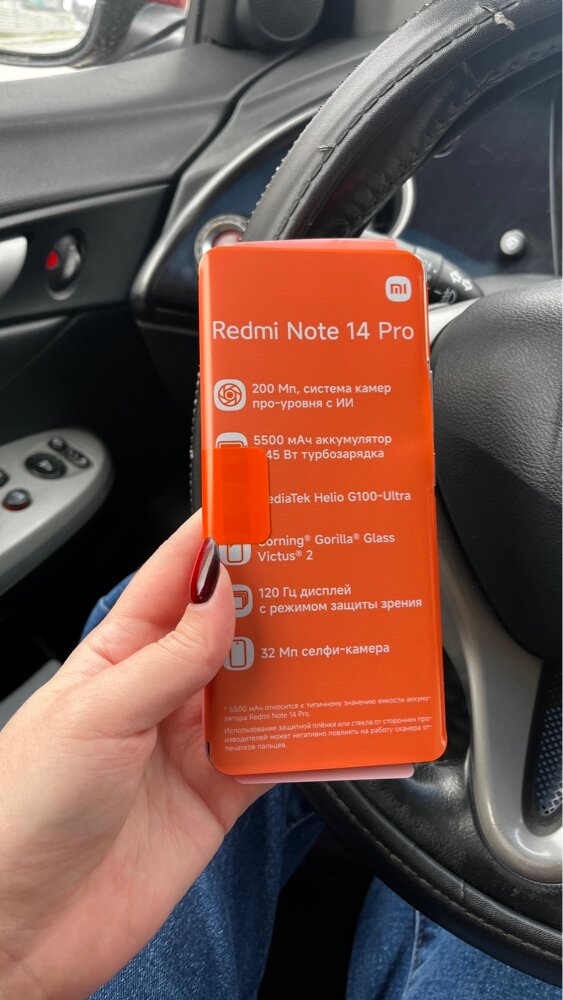 mi
Redmi Note 14 Pro
200 Мп, система камер
про-уровня с ИИ
5500 мАч аккумулятор
45 Вт турбозарядка
MediaTek Helio G100-Ultra
Corning® Gorilla® Glass
Victus® 2
120 Гц дисплей
с режимом защиты зрения
32 Мп селфи-камера
* 5500 мАч относится к типичному значению емкости аккуму-
лятора Redmi Note 14 Pro.
Использование защитной плёнки или стекла от сторонних про-
изводителей может негативно повлиять на работу сканера от-
печатков пальцев.